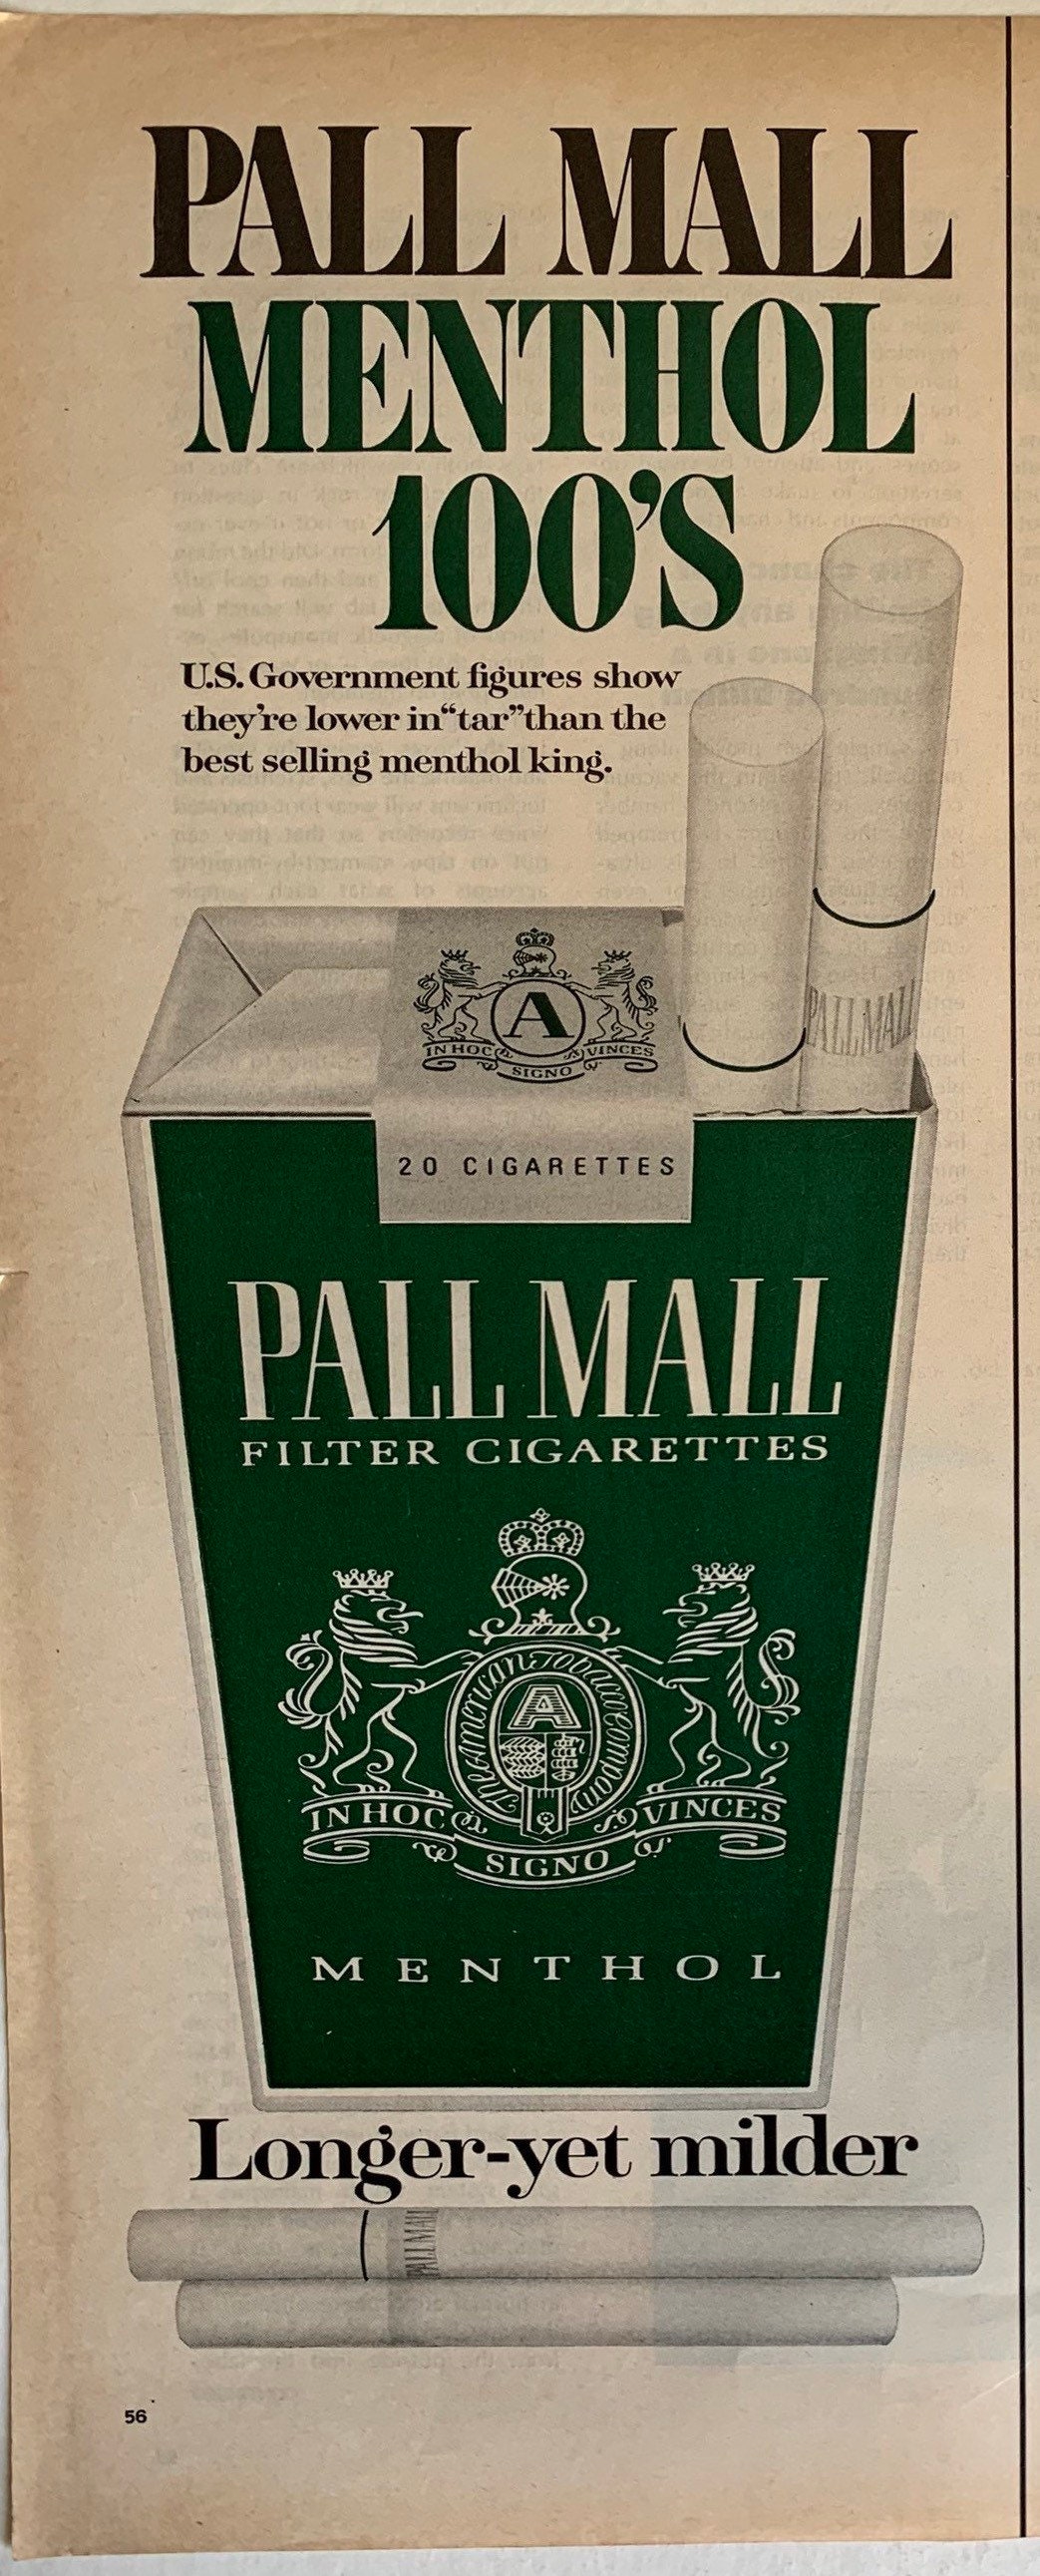 PALL MALL
MENTHOL
100'S
U.S. Government figures show
they're lower in "tar" than the
best selling menthol king.
A
IN HOC SIGNO VINCES
PALL MALL
20 CIGARETTES
PALL MALL
FILTER CIGARETTES
The American Tobacco Company
A
IN HOC SIGNO VINCES
MENTHOL
Longer-yet milder
PALL MALL
56